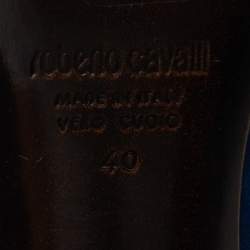 roberto cavalli
MADE IN ITALY
VERO CUOIO
40